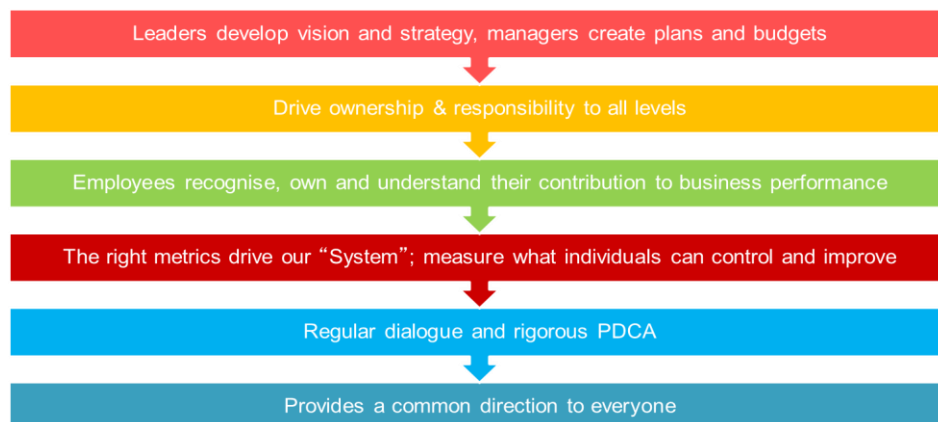 Leaders develop vision and strategy, managers create plans and budgets
Drive ownership & responsibility to all levels
Employees recognise, own and understand their contribution to business performance
The right metrics drive our “System”; measure what individuals can control and improve
Regular dialogue and rigorous PDCA
Provides a common direction to everyone